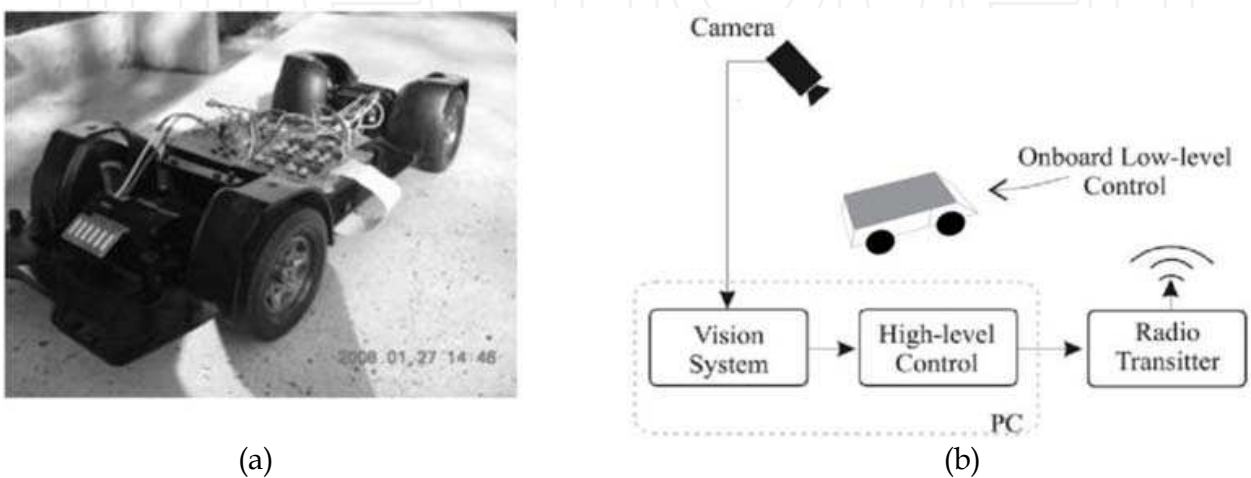 2008 01.27 14 46
Camera
Onboard Low-level
Control
Vision
System
High-level
Control
Radio
Transitter
PC
(a)
(b)